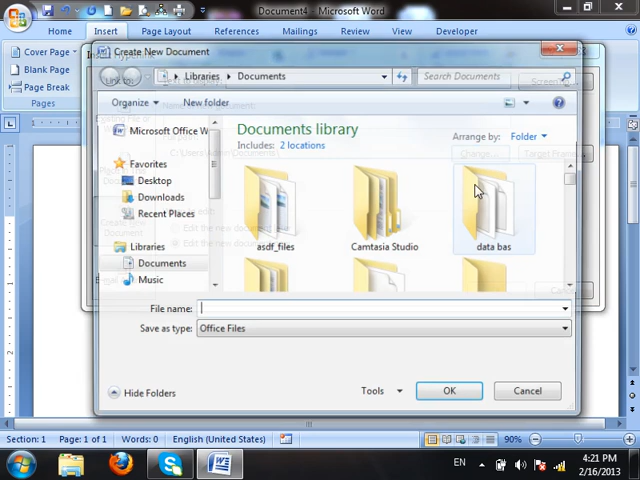 Document4 - Microsoft Word
Home
Insert
Page Layout
References
Mailings
Review
View
Developer
Cover Page
Blank Page
Page Break
Pages
Create New Document
Libraries
Documents
Search Documents
Organize
New folder
Microsoft Office W
Documents library
Includes: 2 locations
Arrange by: Folder
Favorites
Desktop
Downloads
Recent Places
Libraries
Documents
Music
asdf_files
Camtasia Studio
data bas
File name:
Save as type: Office Files
Hide Folders
Tools
OK
Cancel
Section: 1
Page: 1 of 1
Words: 0
English (United States)
90%
EN
4:21 PM
2/16/2013